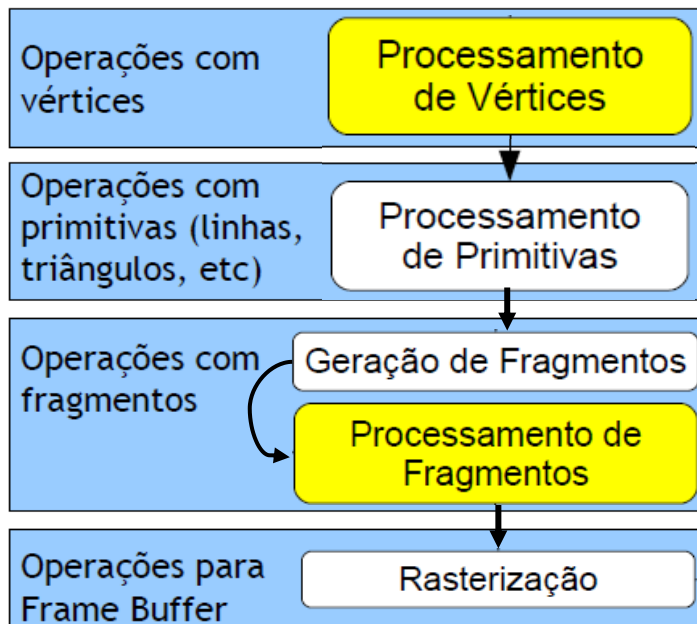 Operações com
vértices
Processamento
de Vértices
Operações com
primitivas (linhas,
triângulos, etc)
Processamento
de Primitivas
Operações com
fragmentos
Geração de Fragmentos
Processamento de
Fragmentos
Operações para
Frame Buffer
Rasterização